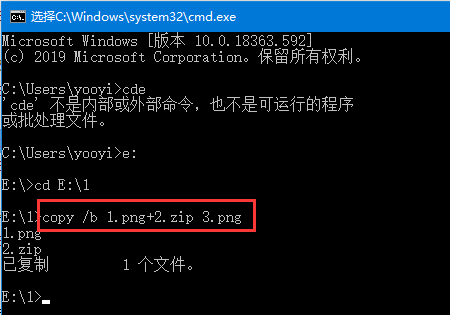 选择C:\Windows\system32\cmd.exe
Microsoft Windows [版本 10.0.18363.592]
(c) 2019 Microsoft Corporation。保留所有权利。
C:\Users\yooyi>cde
'cde' 不是内部或外部命令，也不是可运行的程序
或批处理文件。
C:\Users\yooyi>e:
E:\>cd E:\1
E:\1>copy /b 1.png+2.zip 3.png
1.png
2.zip
已复制         1 个文件。
E:\1>